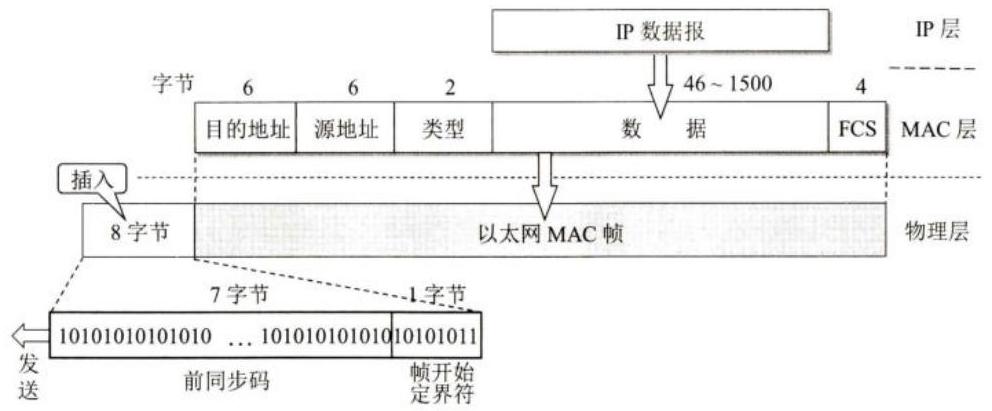 IP 数据报
IP 层
字节 6 6 2 46~1500 4
目的地址 源地址 类型 数 据 FCS MAC 层
插入
8 字节 以太网 MAC 帧 物理层
7 字节 1 字节
10101010101010 … 101010101010 10101011
发送
前同步码
帧开始
定界符